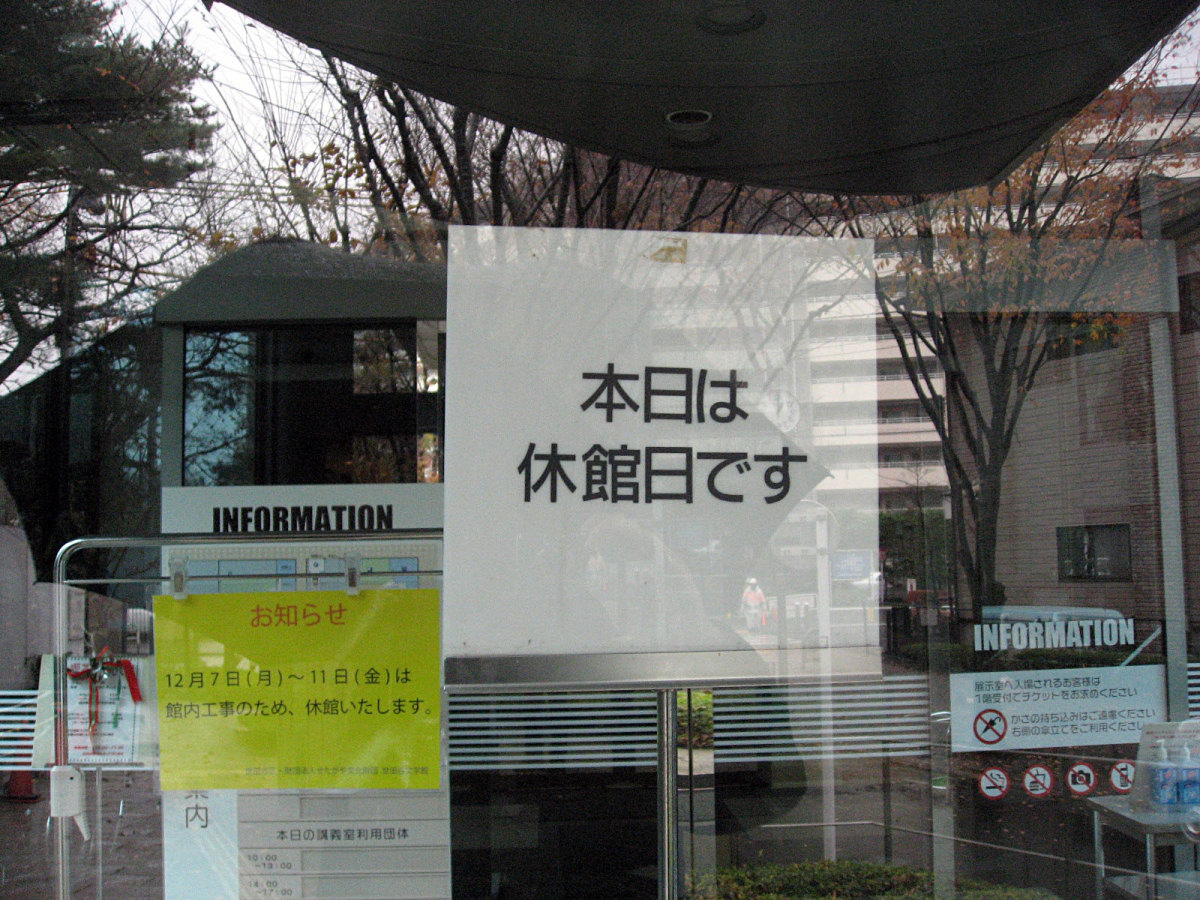 本日は
休館日です
INFORMATION
お知らせ
12月7日(月)～11日(金)は
館内工事のため、休館いたします。
案内
本日の講義室利用団体
10:00
～13:00
14:00
～17:00
INFORMATION
展示室へ入場されるお客様は
1階受付でチケットをお求めください
かさの持ち込みはご遠慮ください
右側の傘立てをご利用ください